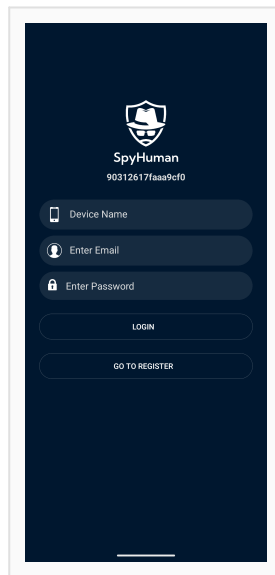 SpyHuman
90312617faaa9cf0
Device Name
Enter Email
Enter Password
LOGIN
GO TO REGISTER